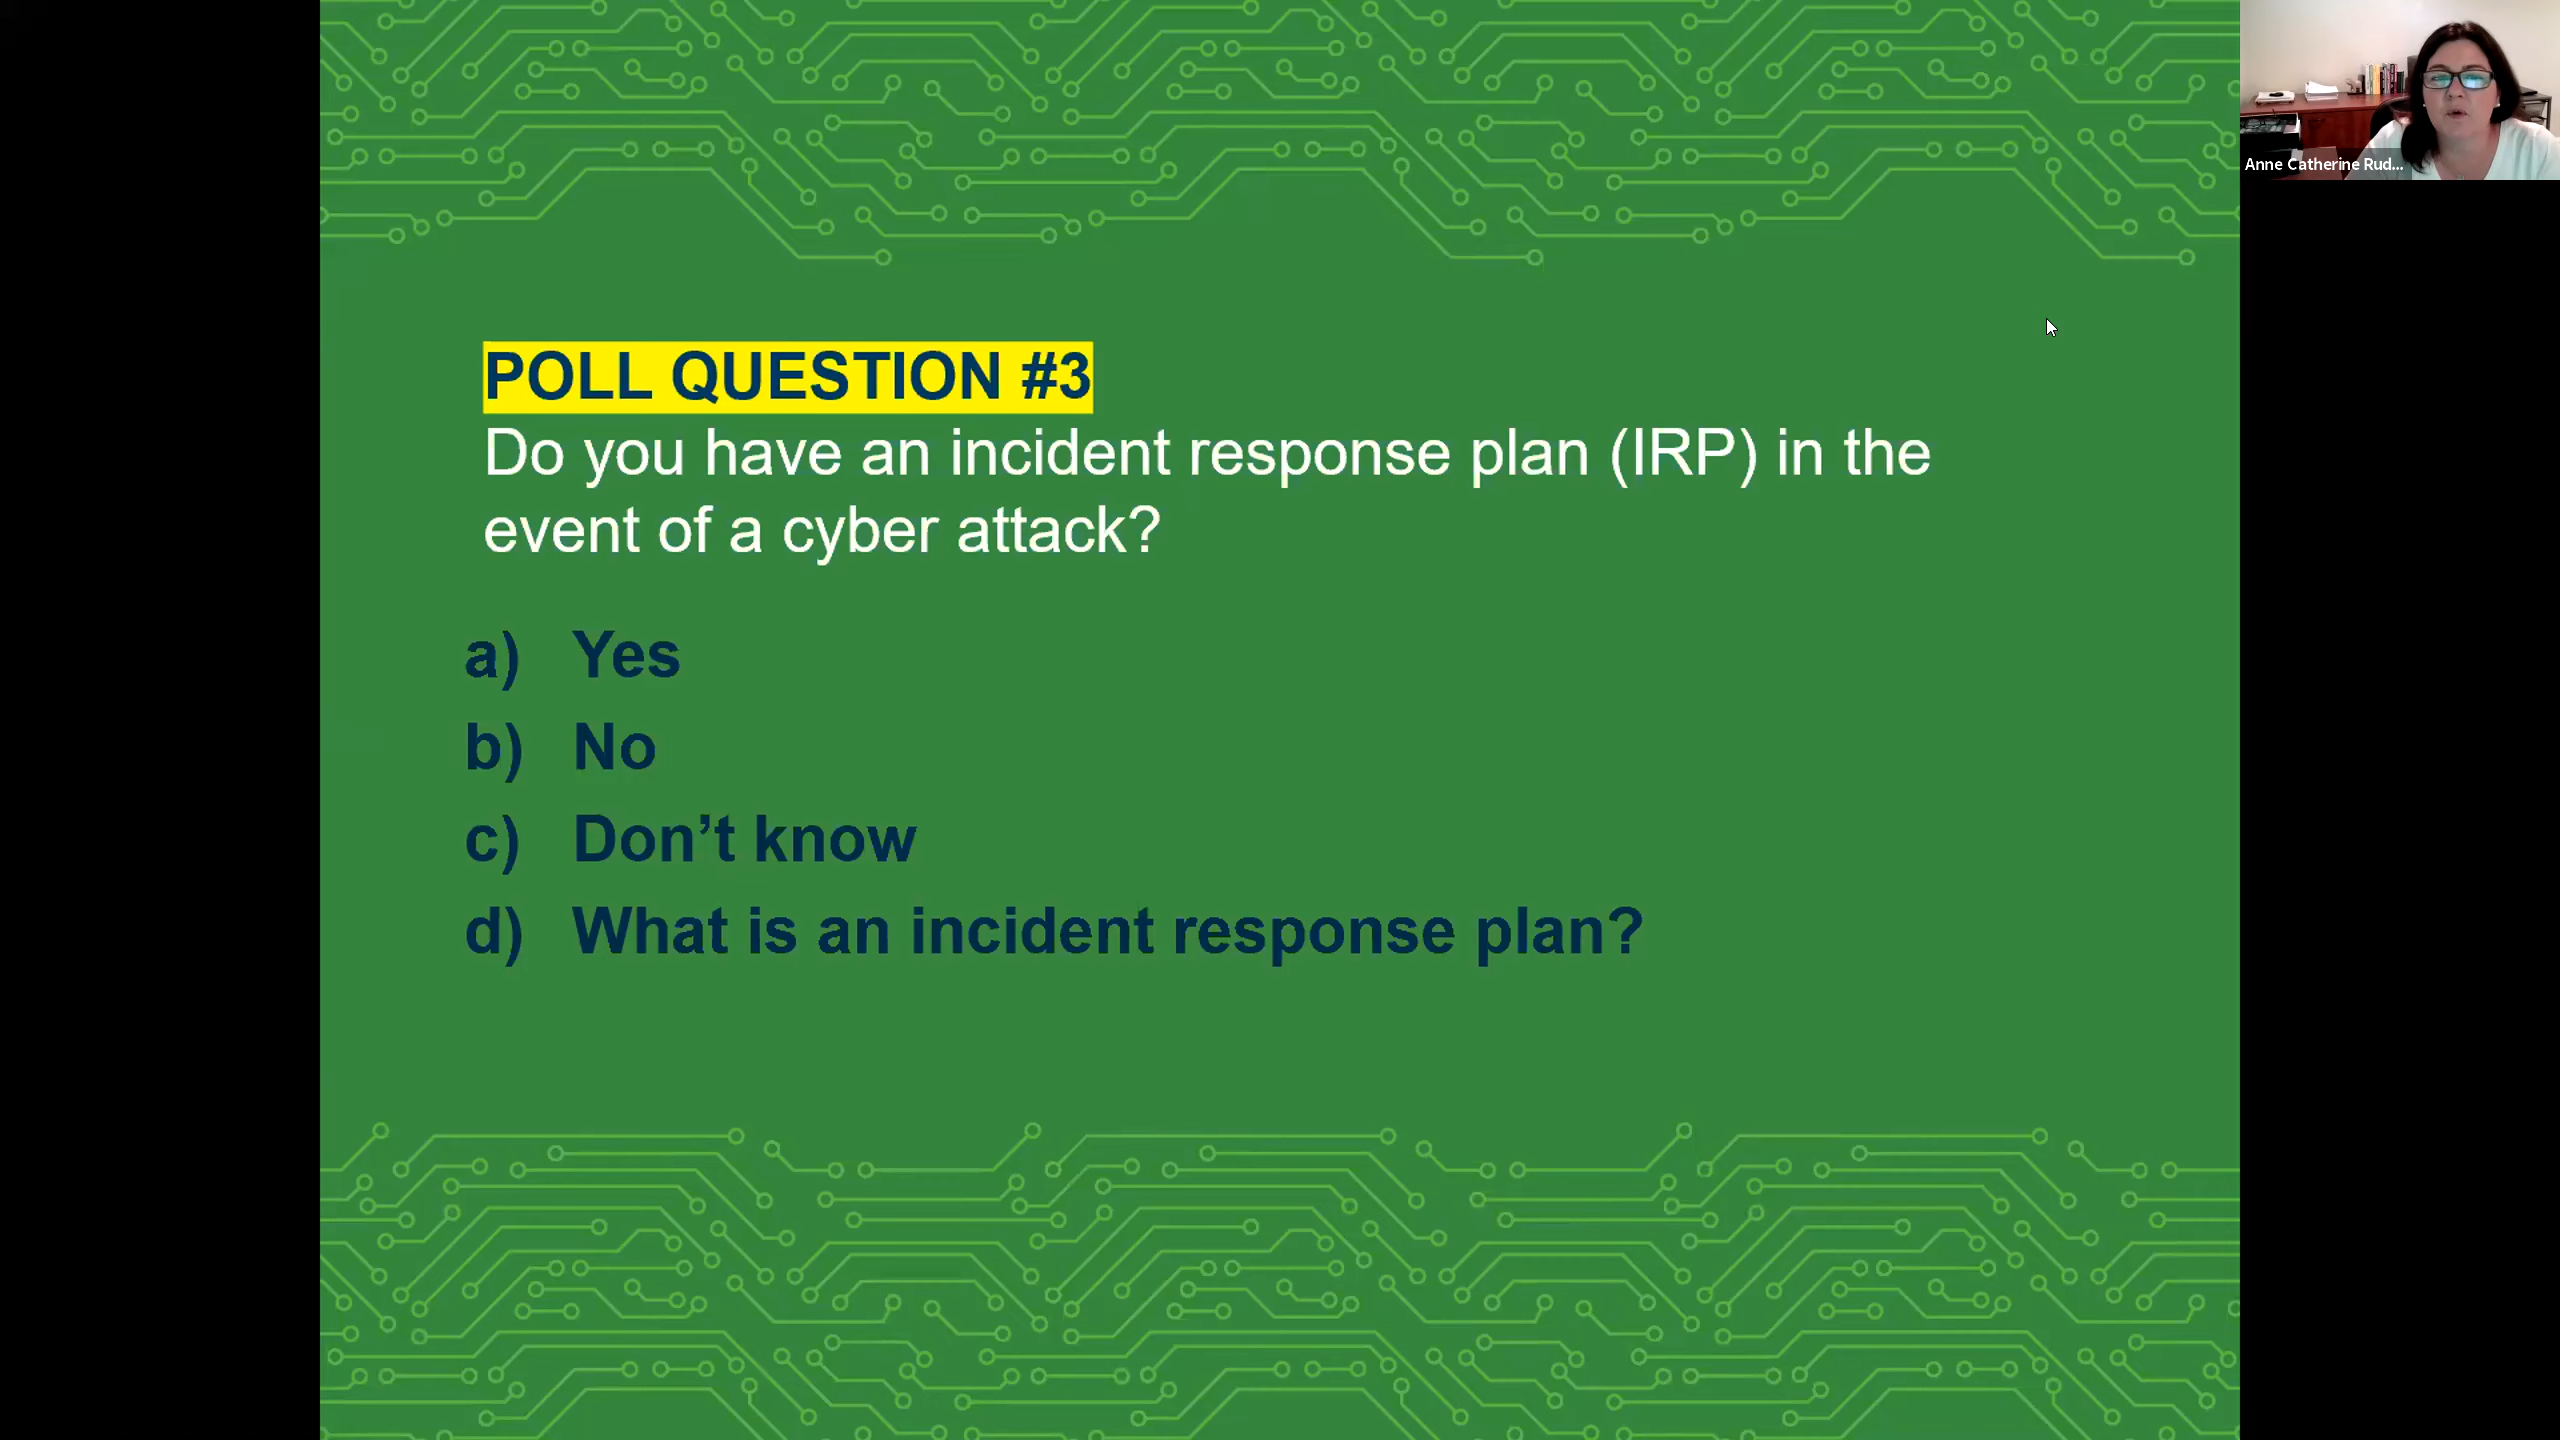 POLL QUESTION #3
Do you have an incident response plan (IRP) in the
event of a cyber attack?
a) Yes
b) No
c) Don’t know
d) What is an incident response plan?
Anne Catherine Rud...